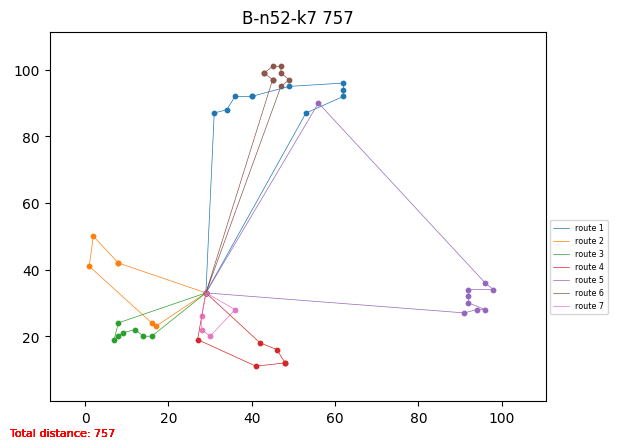 B-n52-k7 757
100
80
60
40
20
0
20
40
60
80
100
route 1
route 2
route 3
route 4
route 5
route 6
route 7
Total distance: 757